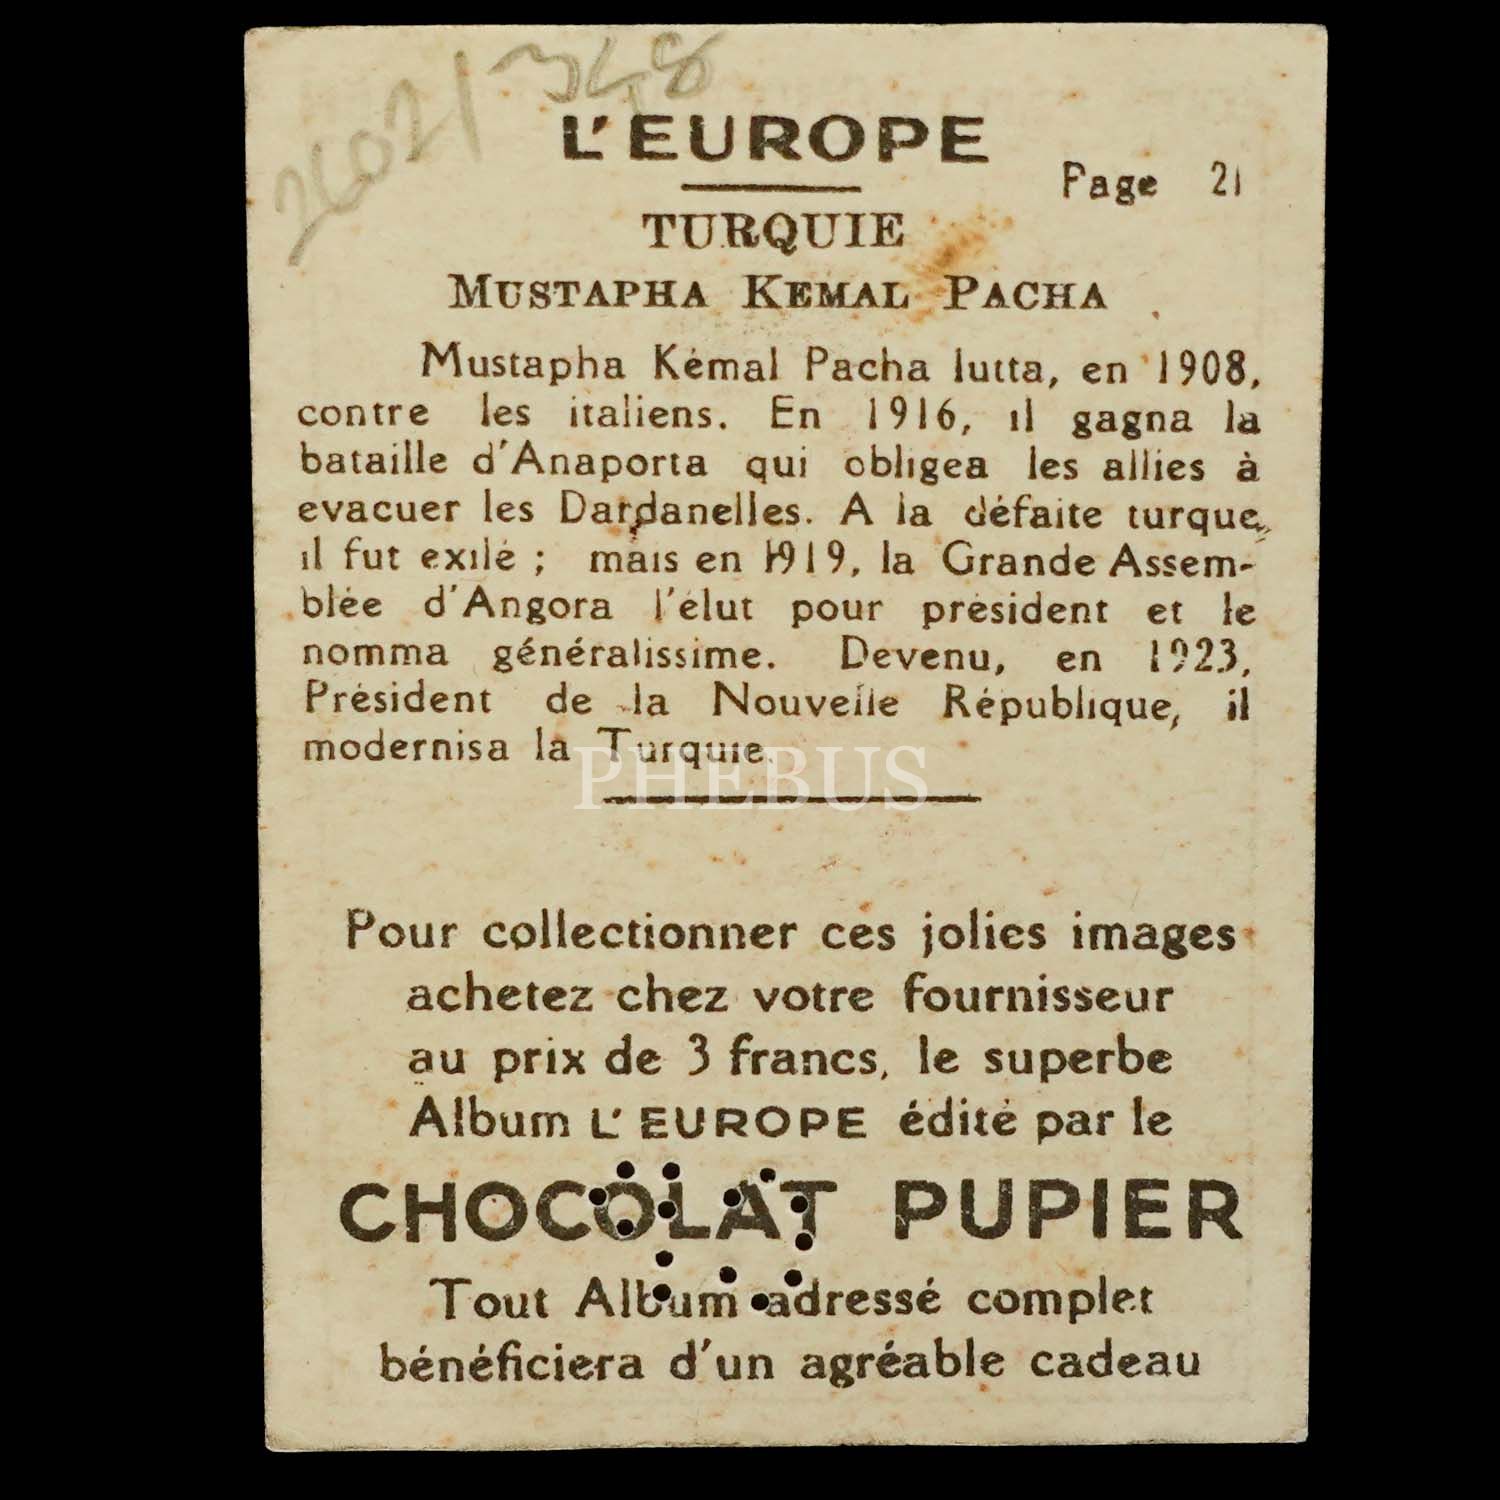 26021 348
L'EUROPE
Page 21
TURQUIE
MUSTAPHA KEMAL PACHA
Mustapha Kémal Pacha lutta, en 1908,
contre les italiens. En 1916, il gagna la
bataille d'Anaporta qui obligea les allies à
evacuer les Dardanelles. A la défaite turque,
il fut exilé ; mais en 1919, la Grande Assem-
blée d'Angora l'élut pour président et le
nomma généralissime. Devenu, en 1923,
Président de la Nouvelle République, il
modernisa la Turquie.
PHEBUS
Pour collectionner ces jolies images
achetez chez votre fournisseur
au prix de 3 francs, le superbe
Album L'EUROPE édité par le
CHOCOLAT PUPIER
Tout Album adressé complet
bénéficiera d'un agréable cadeau